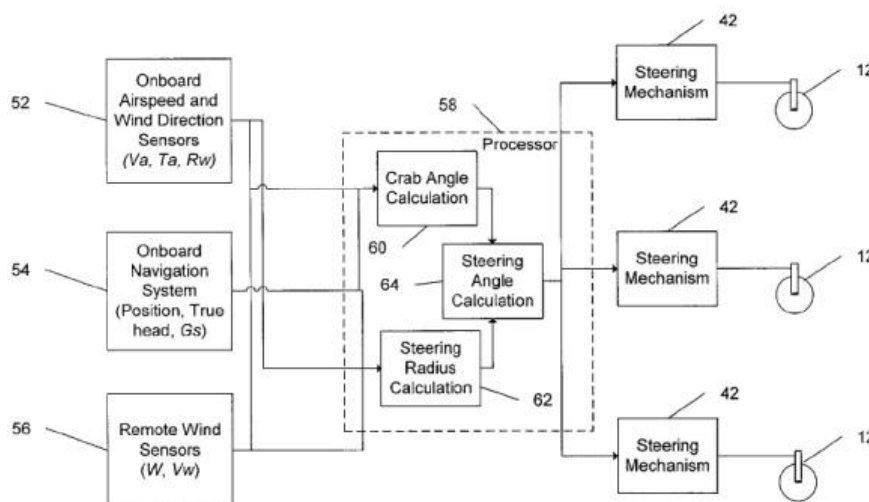 42
Steering
Mechanism
12
52
Onboard
Airspeed and
Wind Direction
Sensors
(Va, Ta, Rw)
58
Processor
Crab Angle
Calculation
60
54
Onboard
Navigation
System
(Position, True
head, Gs)
64
Steering
Angle
Calculation
42
Steering
Mechanism
12
Steering
Radius
Calculation
62
56
Remote Wind
Sensors
(W, Vw)
42
Steering
Mechanism
12